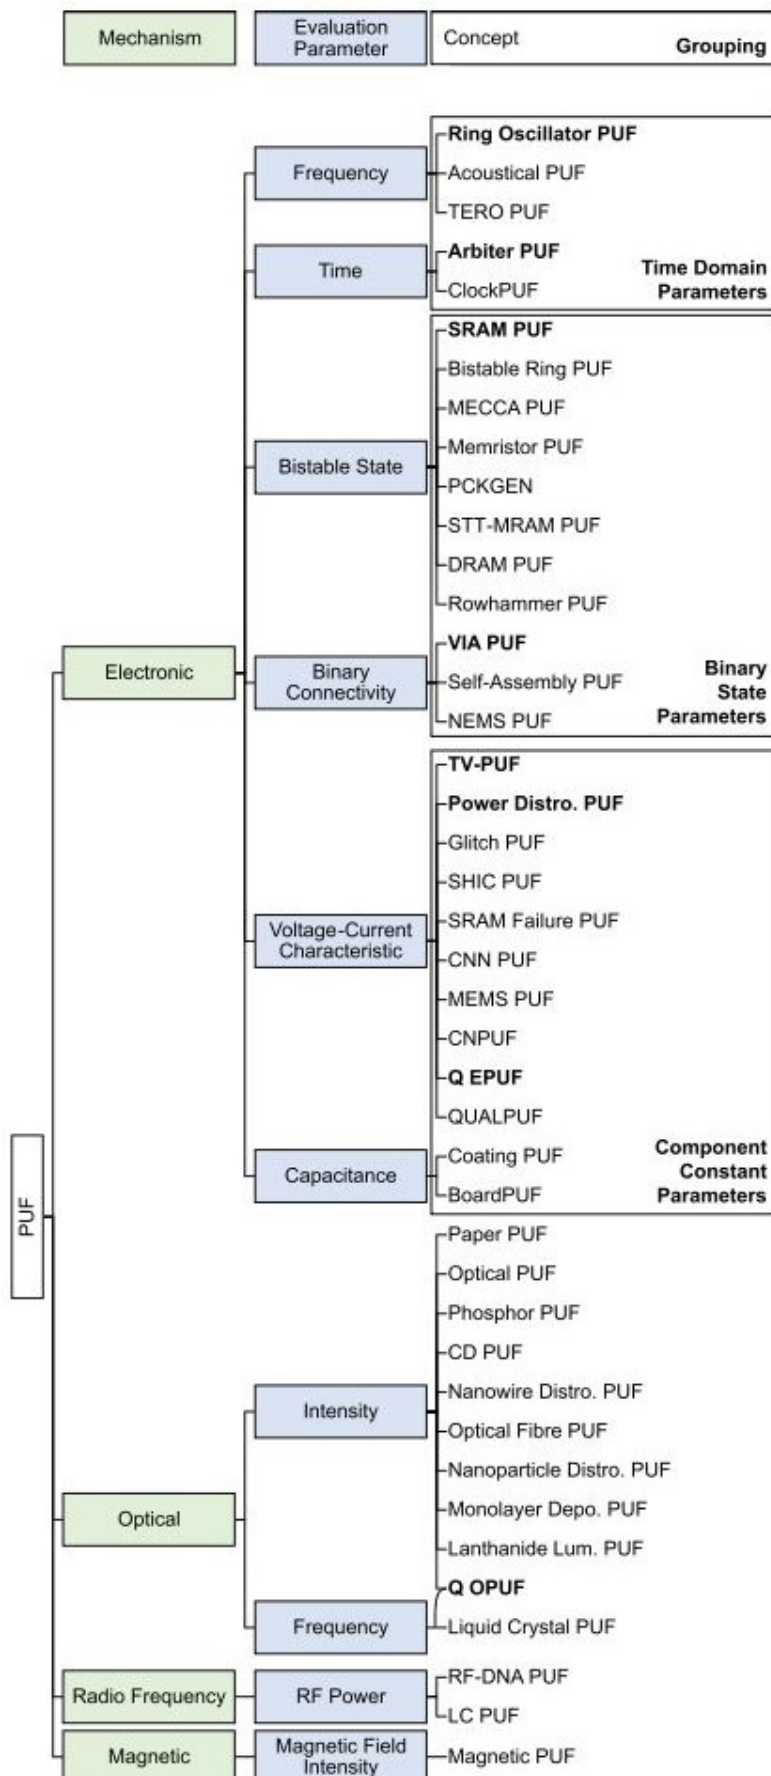 Mechanism
Evaluation
Parameter
Concept
Grouping
Ring Oscillator PUF
Frequency
Acoustical PUF
TERO PUF
Arbiter PUF
Time
Time Domain
Parameters
ClockPUF
SRAM PUF
Bistable Ring PUF
MECCA PUF
Memristor PUF
Bistable State
PCKGEN
STT-MRAM PUF
DRAM PUF
Rowhammer PUF
VIA PUF
Electronic
Binary
Connectivity
Self-Assembly PUF
NEMS PUF
Binary
State
Parameters
TV-PUF
Power Distro. PUF
Glitch PUF
SHIC PUF
SRAM Failure PUF
Voltage-Current
Characteristic
CNN PUF
MEMS PUF
CNPUF
Q EPUF
QUALPUF
Coating PUF
Capacitance
BoardPUF
Component
Constant
Parameters
PUF
Paper PUF
Optical PUF
Phosphor PUF
CD PUF
Nanowire Distro. PUF
Intensity
Optical Fibre PUF
Nanoparticle Distro. PUF
Monolayer Depo. PUF
Optical
Lanthanide Lum. PUF
Q OPUF
Frequency
Liquid Crystal PUF
RF-DNA PUF
Radio Frequency
RF Power
LC PUF
Magnetic
Magnetic Field
Intensity
Magnetic PUF